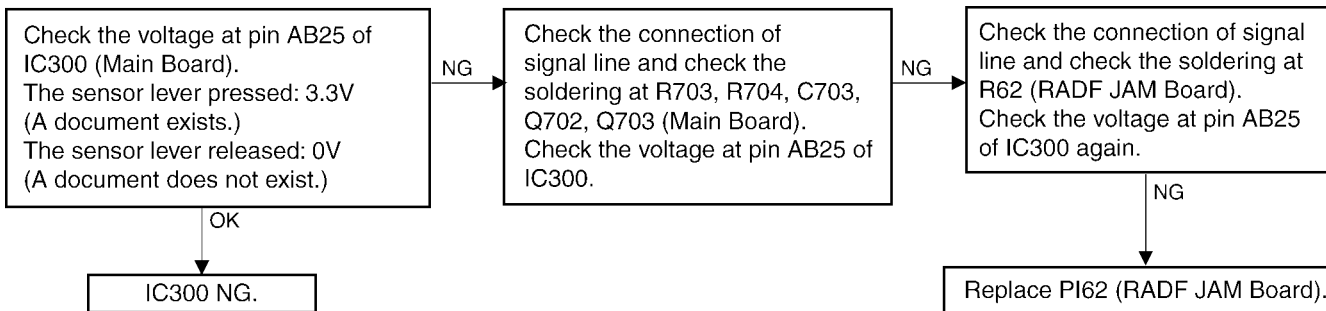 Check the voltage at pin AB25 of
IC300 (Main Board).
The sensor lever pressed: 3.3V
(A document exists.)
The sensor lever released: 0V
(A document does not exist.)
NG
Check the connection of
signal line and check the
soldering at R703, R704, C703,
Q702, Q703 (Main Board).
Check the voltage at pin AB25 of
IC300.
NG
Check the connection of signal
line and check the soldering at
R62 (RADF JAM Board).
Check the voltage at pin AB25
of IC300 again.
OK
NG
IC300 NG.
Replace PI62 (RADF JAM Board).